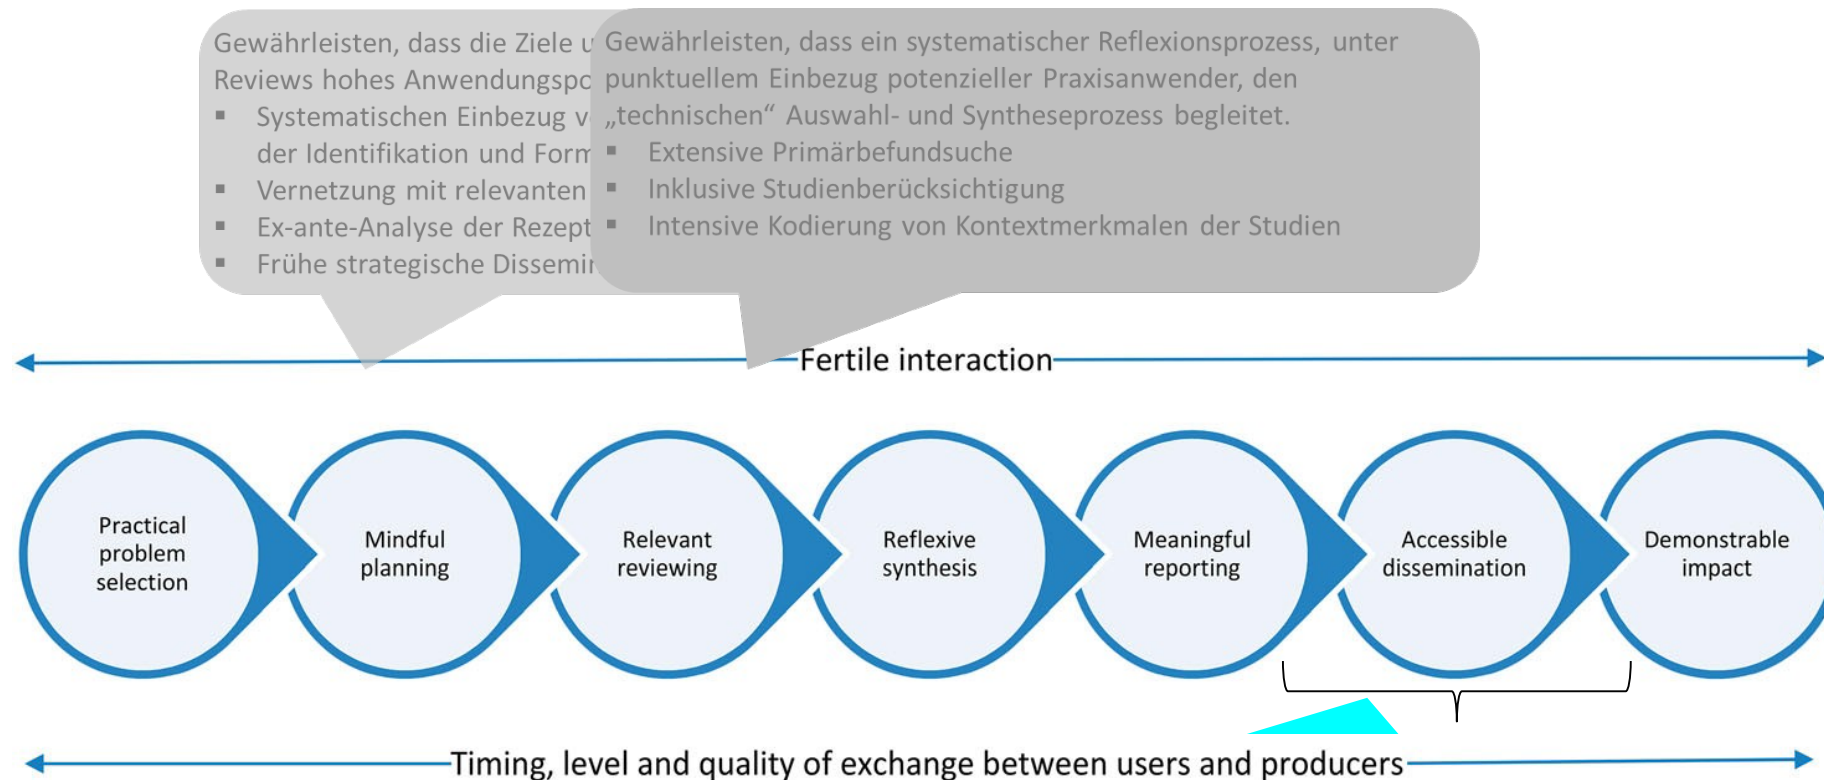 Gewährleisten, dass die Ziele u
Reviews hohes Anwendungspo
▪ Systematischen Einbezug v
der Identifikation und Form
▪ Vernetzung mit relevanten
▪ Ex-ante-Analyse der Rezept
▪ Frühe strategische Dissemi
Gewährleisten, dass ein systematischer Reflexionsprozess, unter
punktuellem Einbezug potenzieller Praxisanwender, den
„technischen“ Auswahl- und Syntheseprozess begleitet.
▪ Extensive Primärbefundsuche
▪ Inklusive Studienberücksichtigung
▪ Intensive Kodierung von Kontextmerkmalen der Studien
Fertile interaction
Practical
problem
selection
Mindful
planning
Relevant
reviewing
Reflexive
synthesis
Meaningful
reporting
Accessible
dissemination
Demonstrable
impact
Timing, level and quality of exchange between users and producers